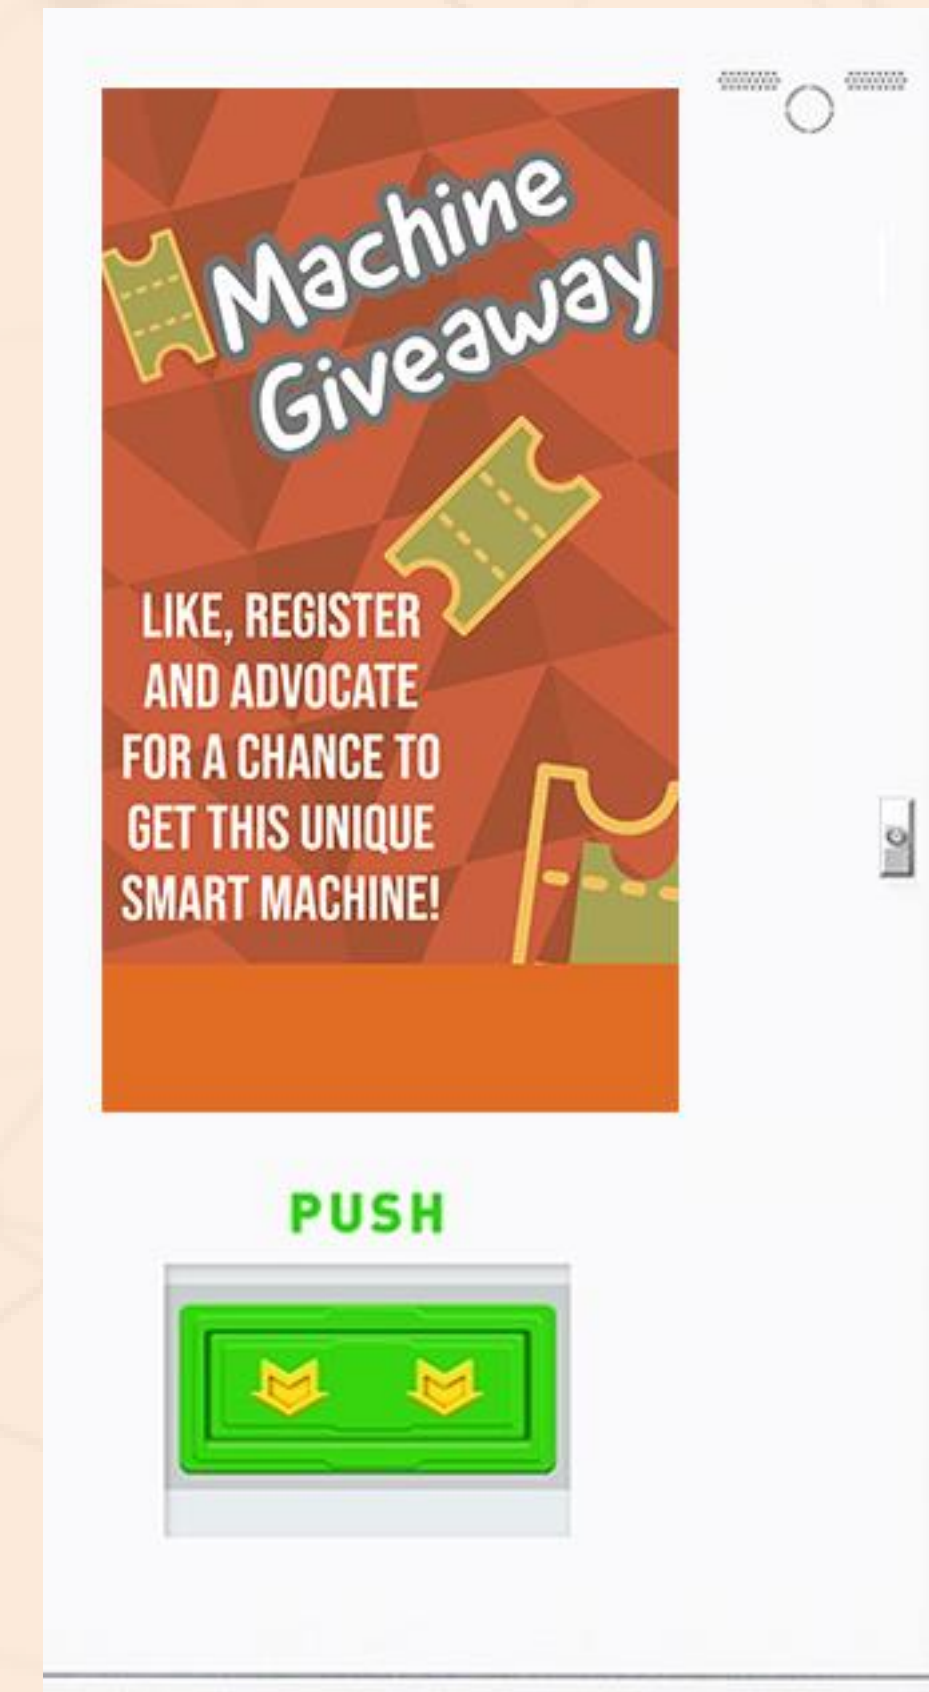 Machine
Giveaway
LIKE, REGISTER
AND ADVOCATE
FOR A CHANCE TO
GET THIS UNIQUE
SMART MACHINE!
PUSH